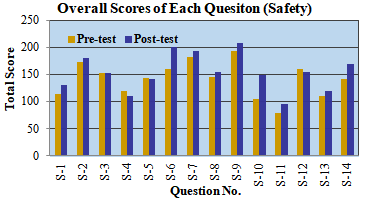 Overall Scores of Each Quesiton (Safety)
Pre-test Post-test
Total Score
250
200
150
100
50
0
S-1 S-2 S-3 S-4 S-5 S-6 S-7 S-8 S-9 S-10 S-11 S-12 S-13 S-14
Question No.